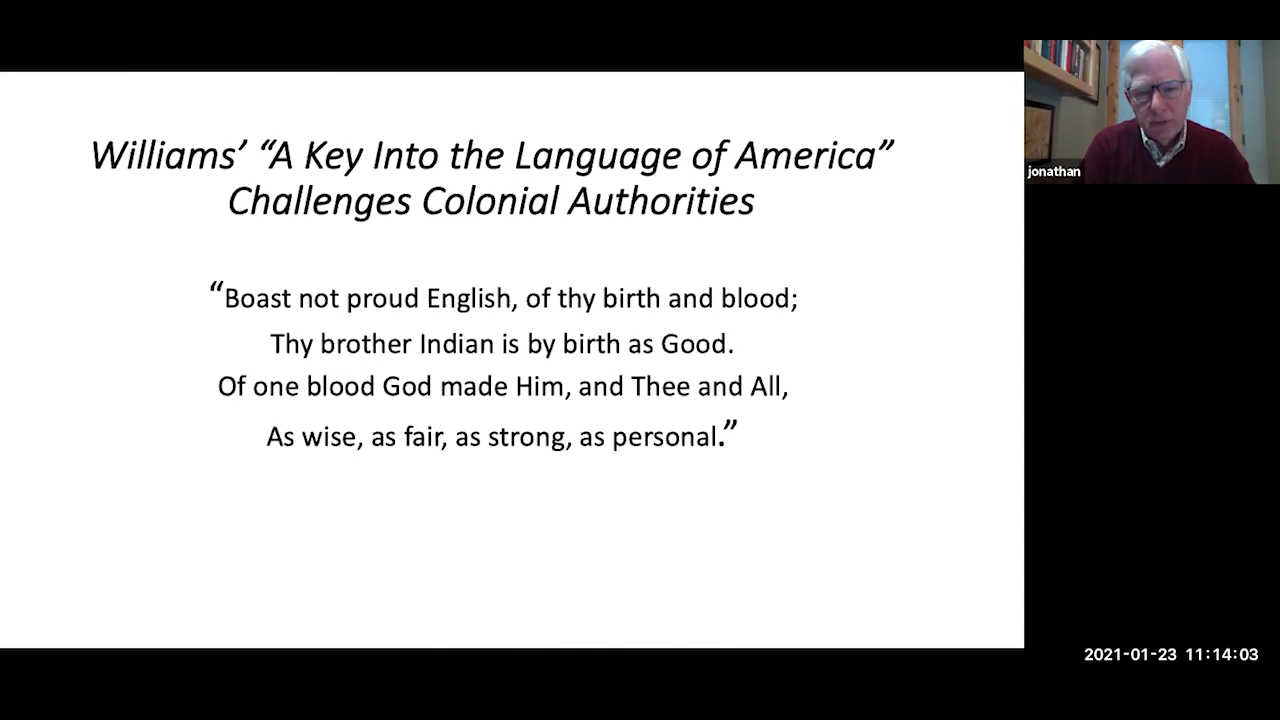 Williams’ “A Key Into the Language of America”
Challenges Colonial Authorities
“Boast not proud English, of thy birth and blood;
Thy brother Indian is by birth as Good.
Of one blood God made Him, and Thee and All,
As wise, as fair, as strong, as personal.”
jonathan
2021-01-23 11:14:03